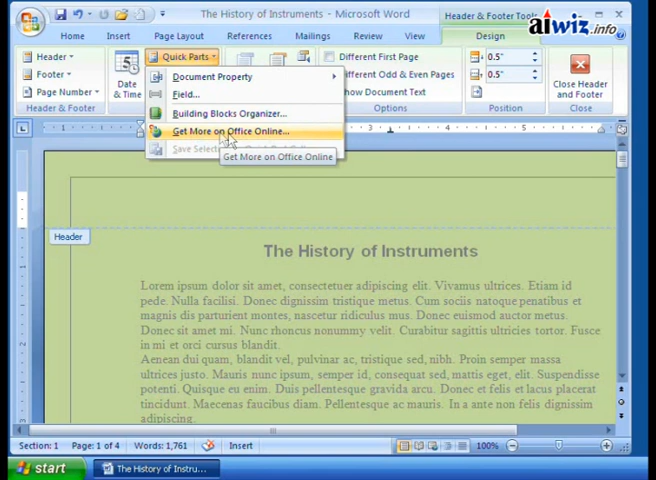 The History of Instruments - Microsoft Word
Header & Footer Tools
aiwiz.info
Home Insert Page Layout References Mailings Review View Design
Header
Footer
Page Number
Header & Footer
Date & Time
Quick Parts
Different First Page
Different Odd & Even Pages
Show Document Text
Options
0.5"
0.5"
Position
Close Header and Footer
Close
Document Property
Field...
Building Blocks Organizer...
Get More on Office Online...
Get More on Office Online
Header
The History of Instruments
Lorem ipsum dolor sit amet, consectetuer adipiscing elit. Vivamus ultrices. Etiam id
pede. Nulla facilisi. Donec dignissim tristique metus. Cum sociis natoque penatibus et
magnis dis parturient montes, nascetur ridiculus mus. Donec euismod auctor metus.
Donec sit amet mi. Nunc rhoncus nonummy velit. Curabitur sagittis ultricies tortor. Fusce
in mi et orci cursus blandit.
Aenean dui quam, blandit vel, pulvinar ac, tristique sed, nibh. Proin semper massa
ultrices justo. Mauris nunc ipsum, semper id, consequat sed, mattis eget, elit. Suspendisse
potenti. Quisque eu enim. Duis pellentesque gravida arcu. Donec et felis et lacus placerat
tincidunt. Maecenas faucibus diam. Pellentesque ac mauris. In a ante non felis dignissim
adipiscing.
Section: 1 Page: 1 of 4 Words: 1,761 Insert 100%
start The History of Instru...